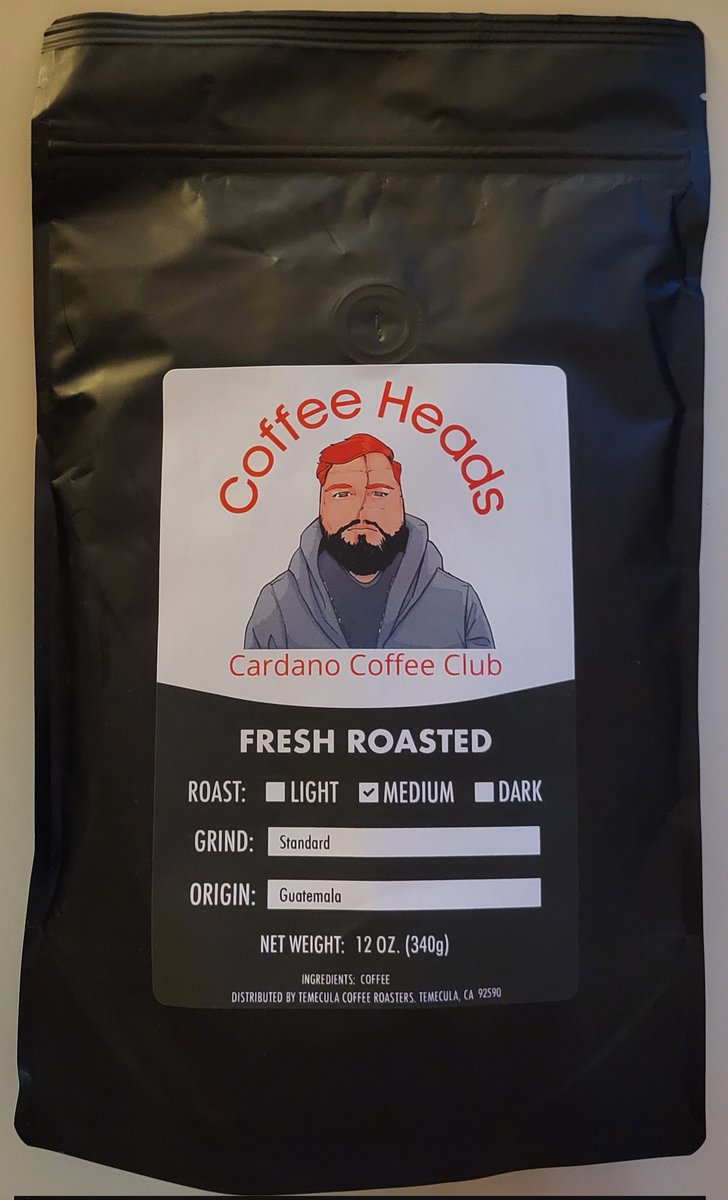 Coffee Heads
Cardano Coffee Club
FRESH ROASTED
ROAST: LIGHT MEDIUM DARK
GRIND: Standard
ORIGIN: Guatemala
NET WEIGHT: 12 OZ. (340g)
INGREDIENTS: COFFEE
DISTRIBUTED BY TEMECULA COFFEE ROASTERS. TEMECULA, CA 92590